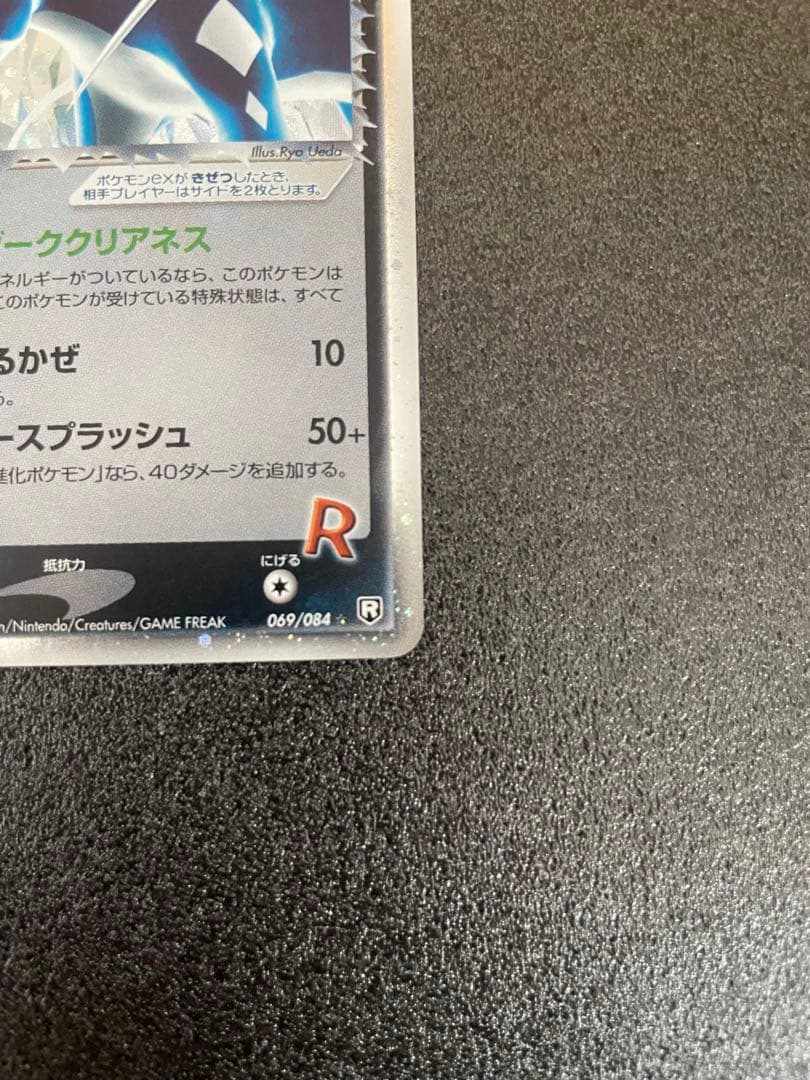 Illus.Ryo Ueda
ポケモンexが きぜつしたとき、
相手プレイヤーはサイドを2枚とります。
ダーククリアネス
ネルギーがついているなら、このポケモンは
このポケモンが受けている特殊状態は、すべて
るかぜ 10
る。
ースプラッシュ 50+
進化ポケモン」なら、40ダメージを追加する。
R
抵抗力 にげる
n/Nintendo/Creatures/GAME FREAK 069/084 R